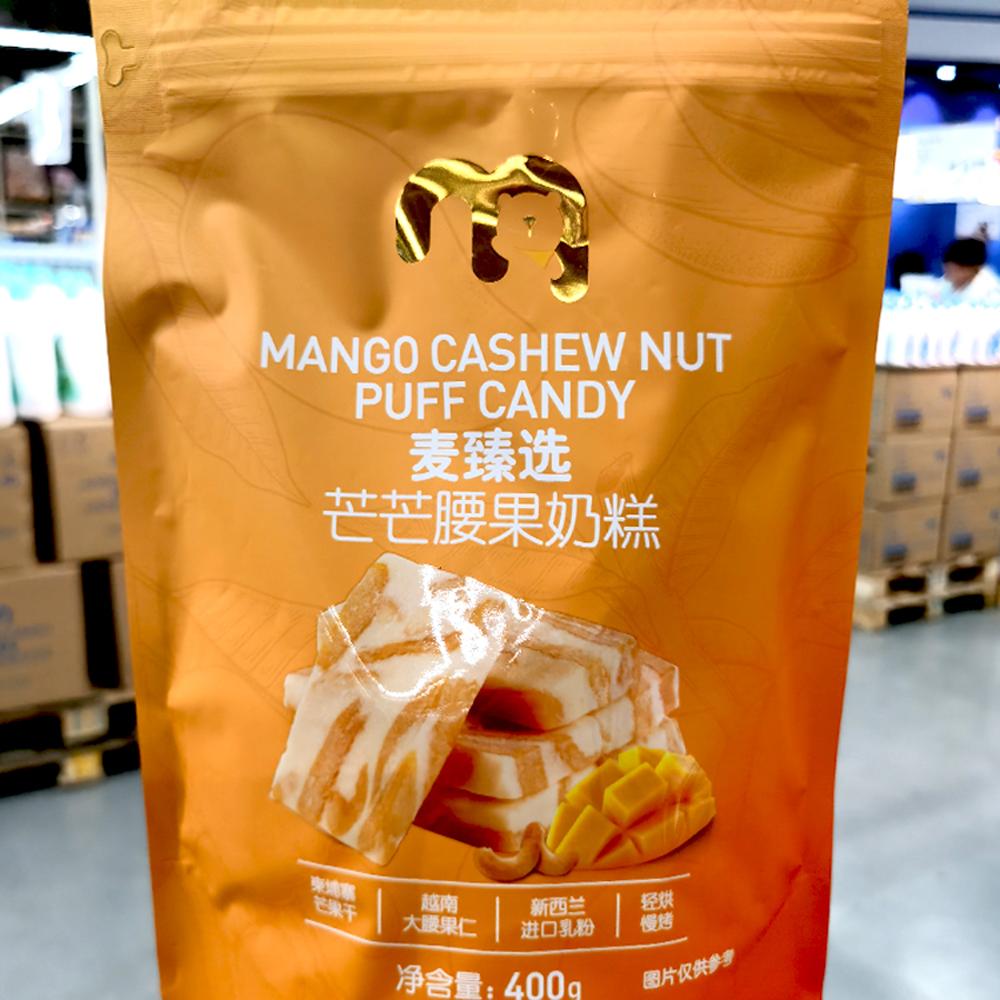 MANGO CASHEW NUT
PUFF CANDY
麦臻选
芒芒腰果奶糕
柬埔寨
芒果干
越南
大腰果仁
新西兰
进口乳粉
轻烘
慢烤
净含量：400g
图片仅供参考